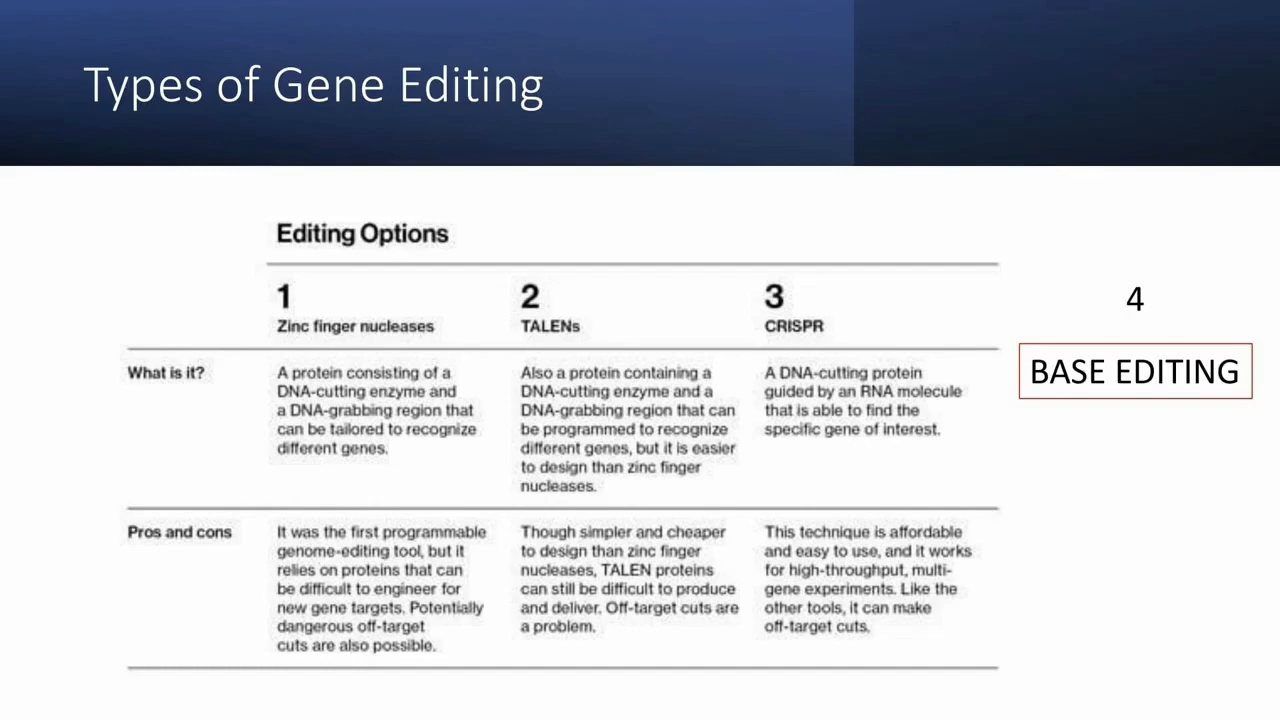 Types of Gene Editing
Editing Options
1
Zinc finger nucleases
2
TALENs
3
CRISPR
4
BASE EDITING
What is it?
A protein consisting of a
DNA-cutting enzyme and
a DNA-grabbing region that
can be tailored to recognize
different genes.
Also a protein containing a
DNA-cutting enzyme and a
DNA-grabbing region that can
be programmed to recognize
different genes, but it is easier
to design than zinc finger
nucleases.
A DNA-cutting protein
guided by an RNA molecule
that is able to find the
specific gene of interest.
Pros and cons
It was the first programmable
genome-editing tool, but it
relies on proteins that can
be difficult to engineer for
new gene targets. Potentially
dangerous off-target
cuts are also possible.
Though simpler and cheaper
to design than zinc finger
nucleases, TALEN proteins
can still be difficult to produce
and deliver. Off-target cuts are
a problem.
This technique is affordable
and easy to use, and it works
for high-throughput, multi-
gene experiments. Like the
other tools, it can make
off-target cuts.